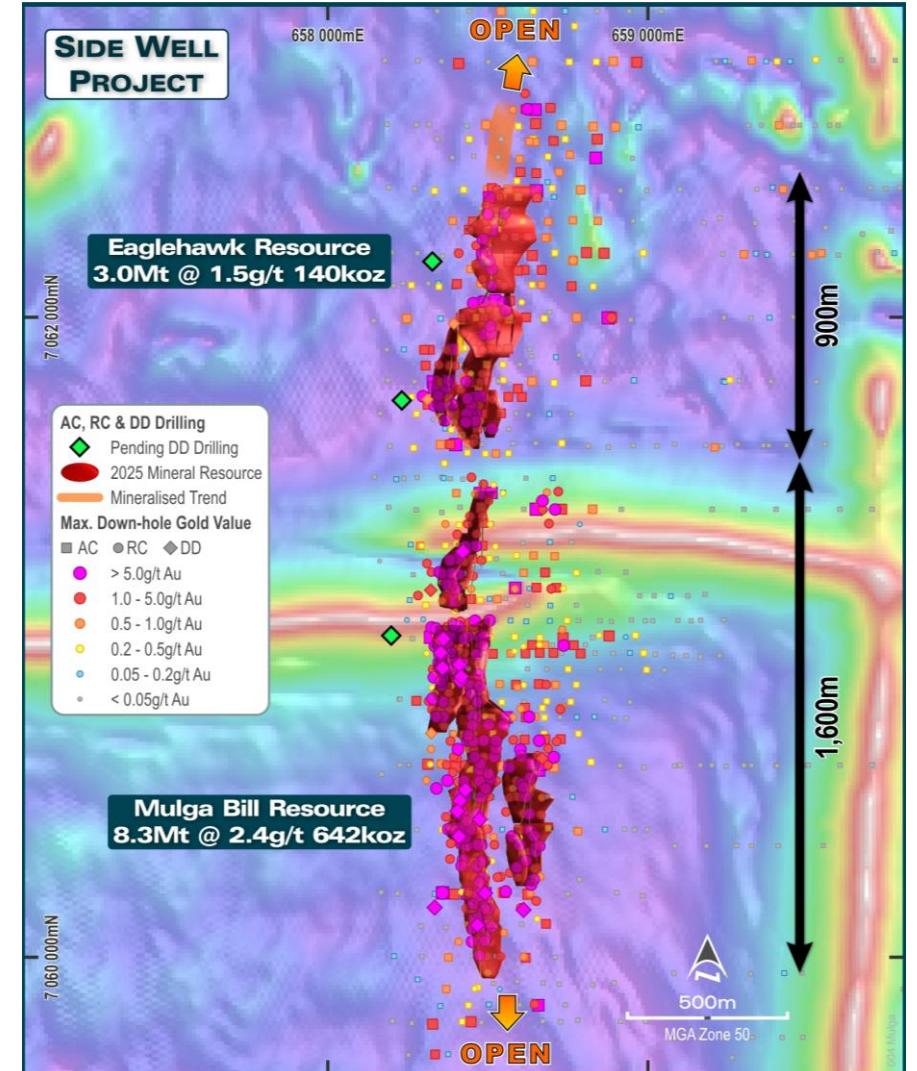 SIDE WELL
PROJECT
658 000mE
OPEN
659 000mE
Eaglehawk Resource
3.0Mt @ 1.5g/t 140koz
7 062 000mN
900m
AC, RC & DD Drilling
Pending DD Drilling
2025 Mineral Resource
Mineralised Trend
Max. Down-hole Gold Value
AC RC DD
> 5.0g/t Au
1.0 - 5.0g/t Au
0.5 - 1.0g/t Au
0.2 - 0.5g/t Au
0.05 - 0.2g/t Au
< 0.05g/t Au
1,600m
Mulga Bill Resource
8.3Mt @ 2.4g/t 642koz
7 060 000mN
N
500m
MGA Zone 50
OPEN